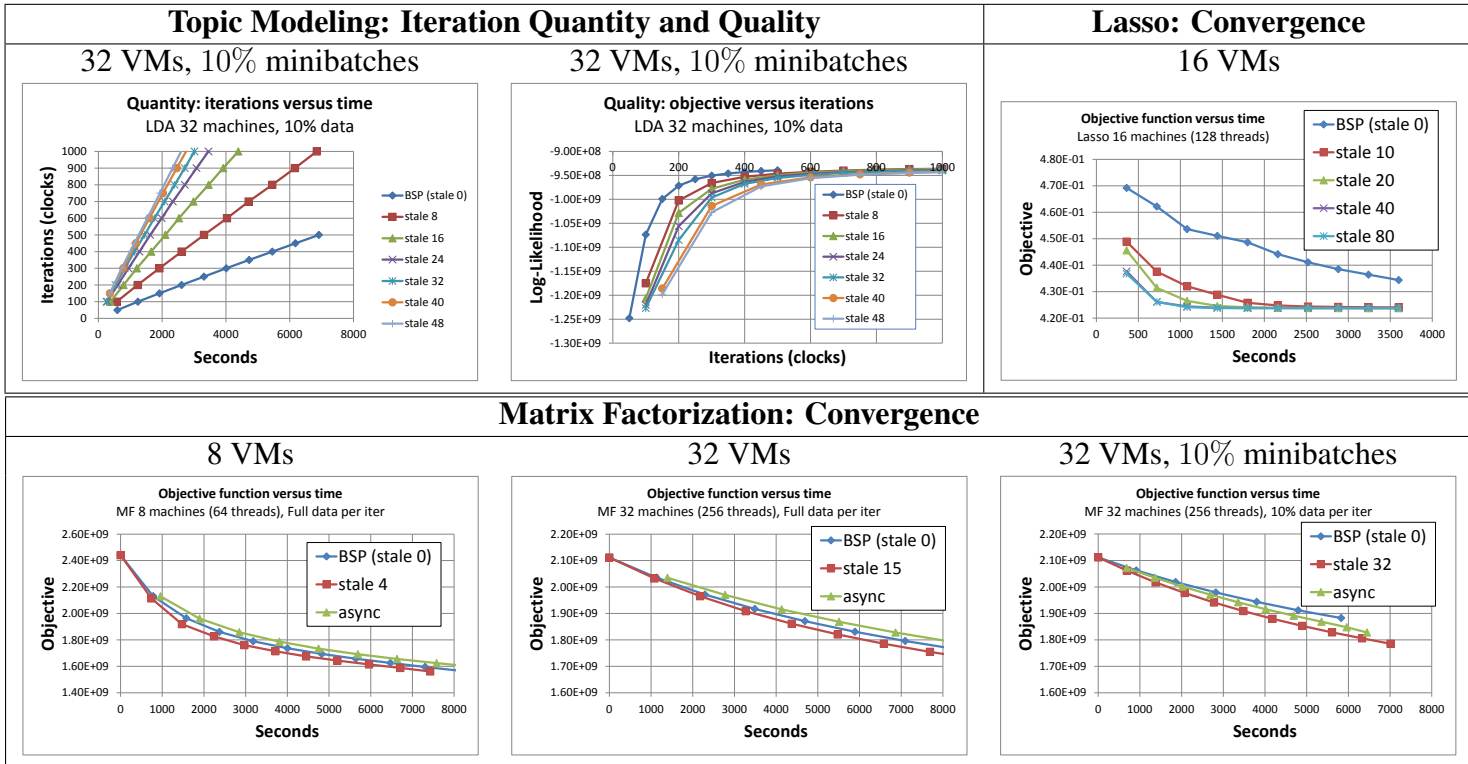 Topic Modeling: Iteration Quantity and Quality
Lasso: Convergence
32 VMs, 10% minibatches
32 VMs, 10% minibatches
16 VMs
Quantity: iterations versus time
LDA 32 machines, 10% data
Iterations (clocks)
1000
900
800
700
600
500
400
300
200
100
0
0 2000 4000 6000 8000
Seconds
BSP (stale 0)
stale 8
stale 16
stale 24
stale 32
stale 40
stale 48
Quality: objective versus iterations
LDA 32 machines, 10% data
Log-Likelihood
-9.00E+08
-9.50E+08
-1.00E+09
-1.05E+09
-1.10E+09
-1.15E+09
-1.20E+09
-1.25E+09
-1.30E+09
0 200 400 600 800 1000
Iterations (clocks)
BSP (stale 0)
stale 8
stale 16
stale 24
stale 32
stale 40
stale 48
Objective function versus time
Lasso 16 machines (128 threads)
Objective
4.80E-01
4.70E-01
4.60E-01
4.50E-01
4.40E-01
4.30E-01
4.20E-01
0 500 1000 1500 2000 2500 3000 3500 4000
Seconds
BSP (stale 0)
stale 10
stale 20
stale 40
stale 80
Matrix Factorization: Convergence
8 VMs
32 VMs
32 VMs, 10% minibatches
Objective function versus time
MF 8 machines (64 threads), Full data per iter
Objective
2.60E+09
2.40E+09
2.20E+09
2.00E+09
1.80E+09
1.60E+09
1.40E+09
0 1000 2000 3000 4000 5000 6000 7000 8000
Seconds
BSP (stale 0)
stale 4
async
Objective function versus time
MF 32 machines (256 threads), Full data per iter
Objective
2.20E+09
2.10E+09
2.00E+09
1.90E+09
1.80E+09
1.70E+09
1.60E+09
0 1000 2000 3000 4000 5000 6000 7000 8000
Seconds
BSP (stale 0)
stale 15
async
Objective function versus time
MF 32 machines (256 threads), 10% data per iter
Objective
2.20E+09
2.10E+09
2.00E+09
1.90E+09
1.80E+09
1.70E+09
1.60E+09
0 1000 2000 3000 4000 5000 6000 7000 8000
Seconds
BSP (stale 0)
stale 32
async